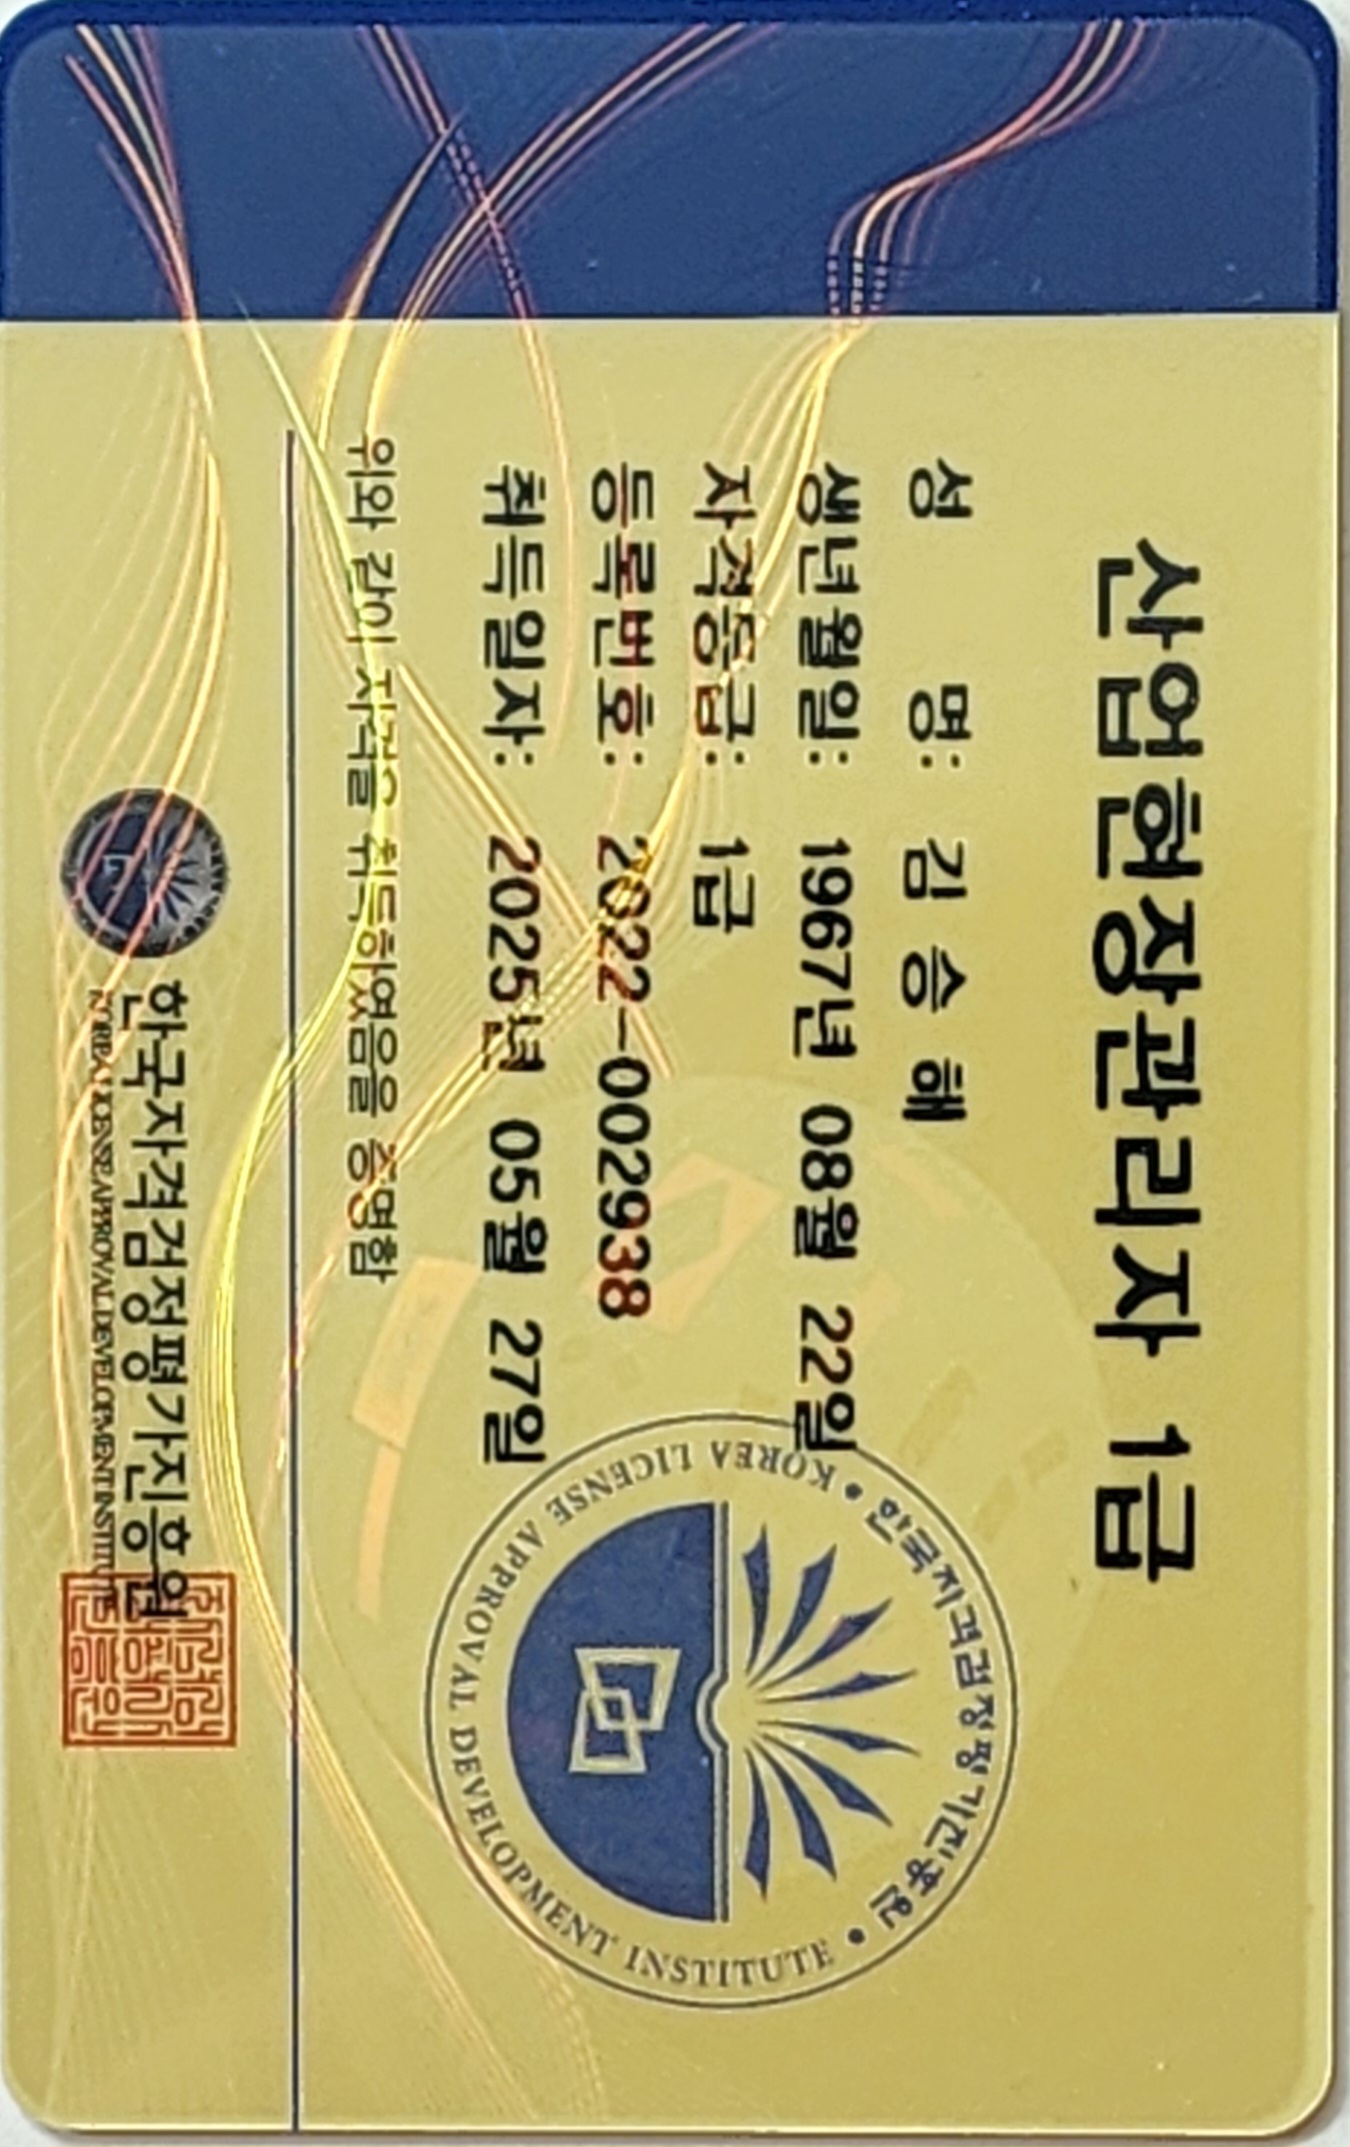 산업현장관리자 1급
성 명: 김 승 해
생년월일: 1967년 08월 22일
자격등급: 1급
등록번호: 2022-002938
취득일자: 2025년 05월 27일
위와 같이 자격을 취득하였음을 증명함
한국자격검정평가진흥원
KOREA LICENSE APPROVAL DEVELOPMENT INSTITUTE
• 한국자격검정평가진흥원 •
KOREA LICENSE APPROVAL DEVELOPMENT INSTITUTE